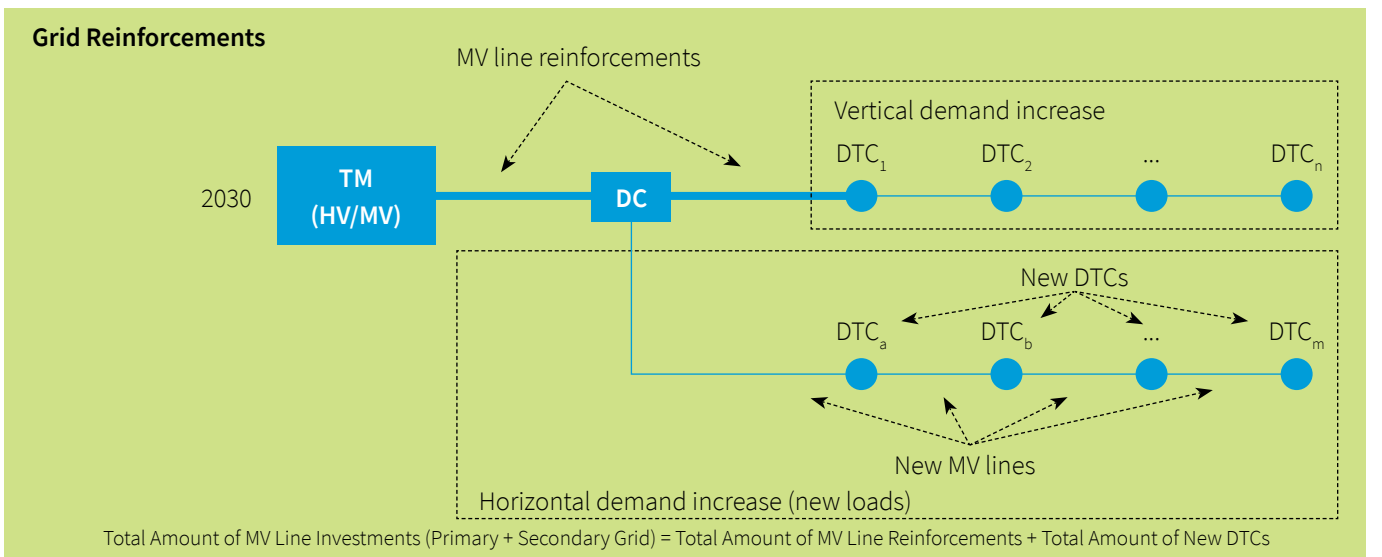 Grid Reinforcements
MV line reinforcements
Vertical demand increase
DTC1
DTC2
...
DTCn
2030
TM
(HV/MV)
DC
New DTCs
DTCa
DTCb
...
DTCm
New MV lines
Horizontal demand increase (new loads)
Total Amount of MV Line Investments (Primary + Secondary Grid) = Total Amount of MV Line Reinforcements + Total Amount of New DTCs